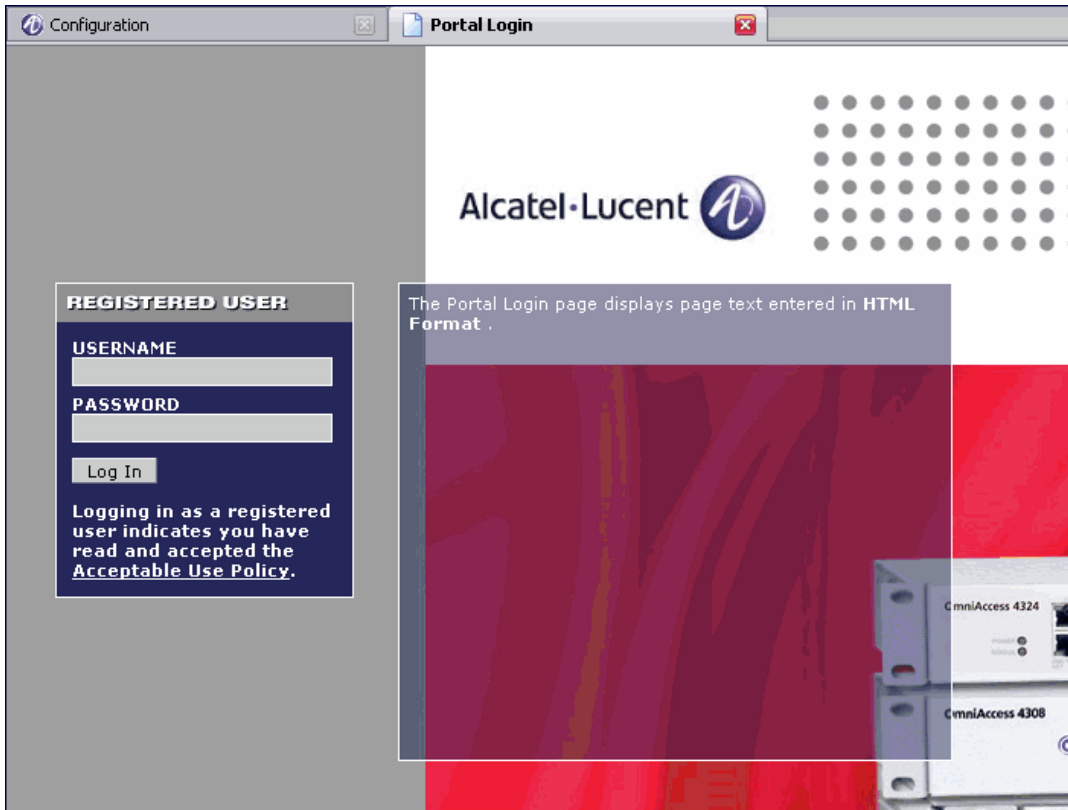 Configuration
Portal Login
Alcatel·Lucent
REGISTERED USER
USERNAME
PASSWORD
Log In
Logging in as a registered
user indicates you have
read and accepted the
Acceptable Use Policy.
The Portal Login page displays page text entered in HTML
Format .
OmniAccess 4324
POWER
STATUS
OmniAccess 4308